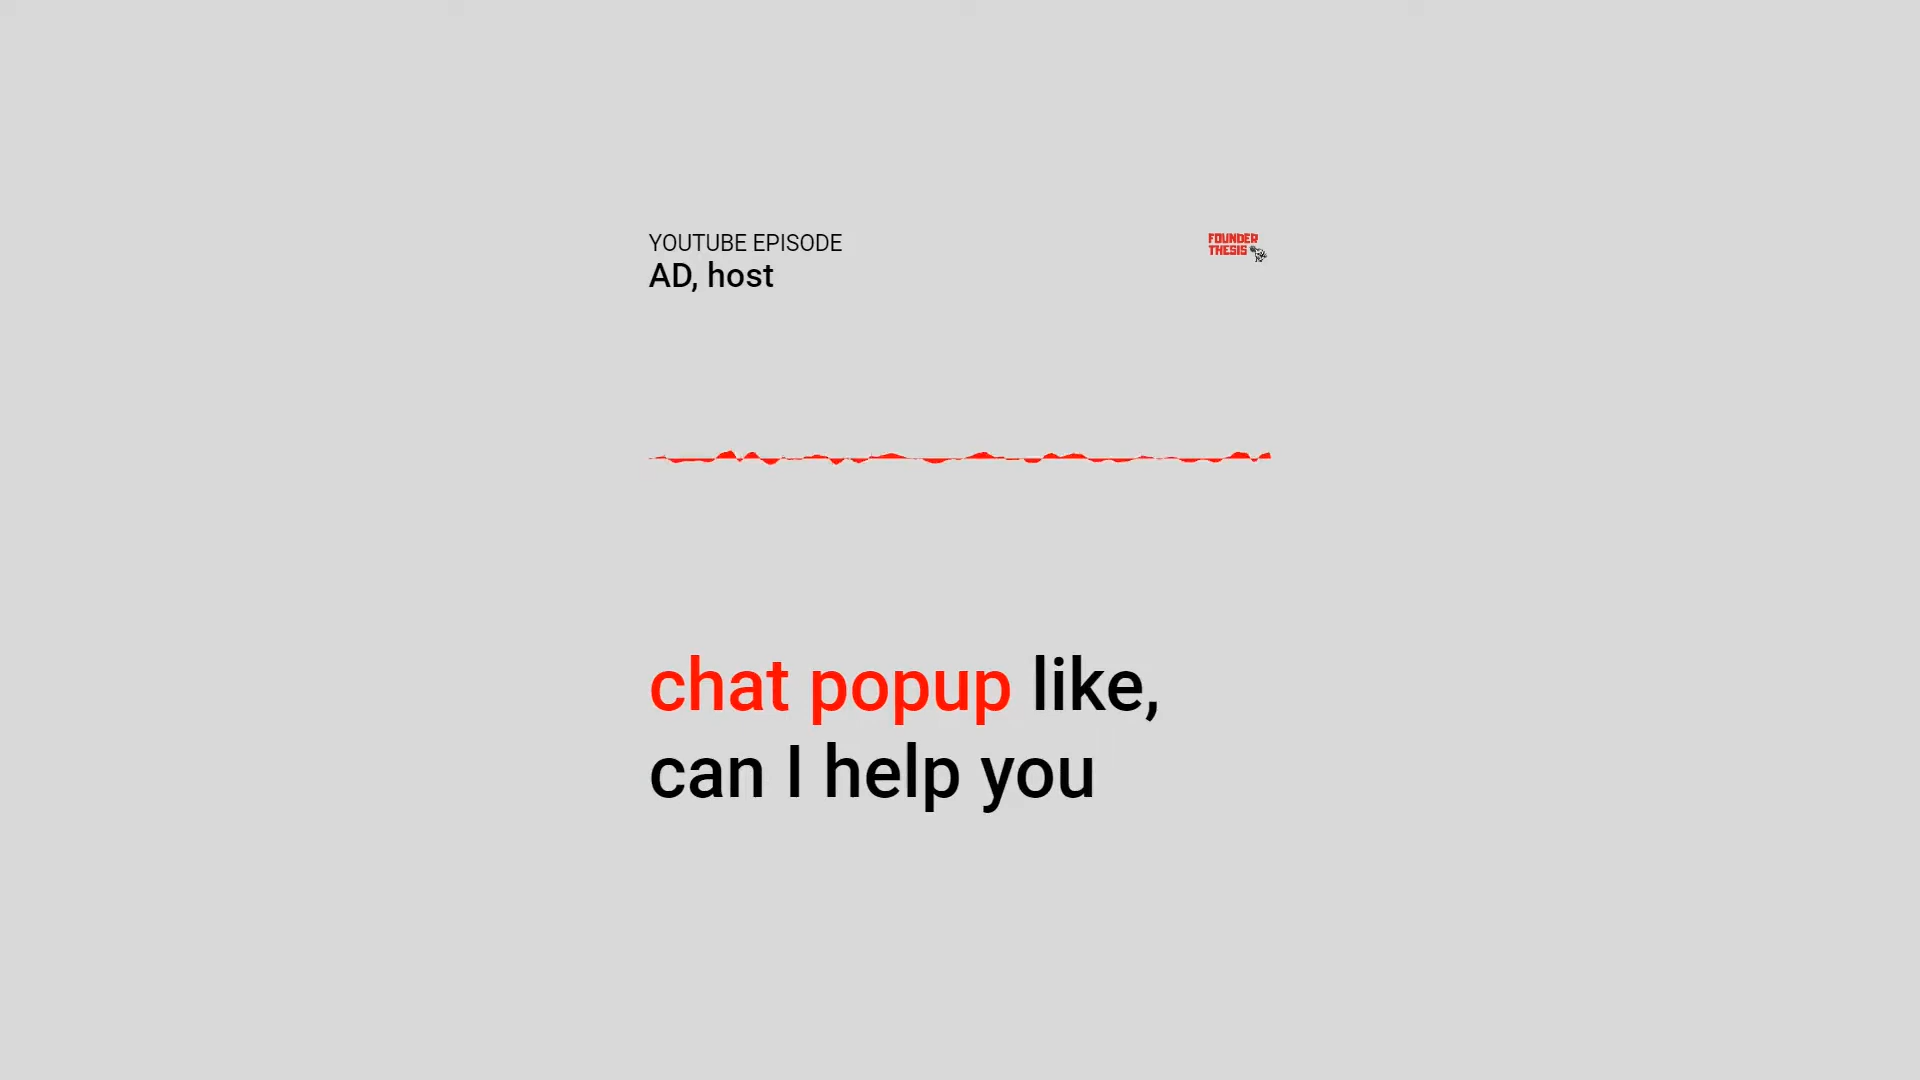 YOUTUBE EPISODE
AD, host
FOUNDER
THESIS
chat popup like,
can I help you